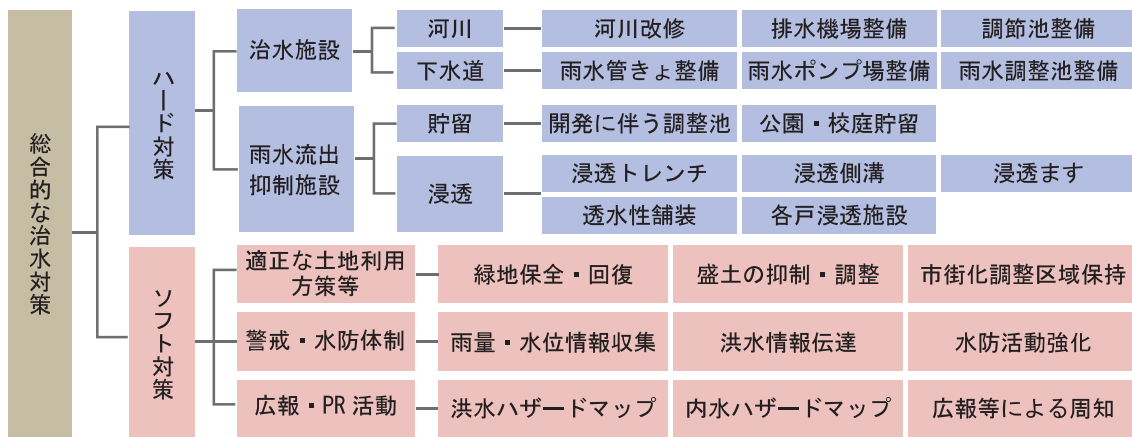 総合的な治水対策
ハード対策
治水施設
河川
河川改修
排水機場整備
調節池整備
下水道
雨水管きょ整備
雨水ポンプ場整備
雨水調整池整備
雨水流出
抑制施設
貯留
開発に伴う調整池
公園・校庭貯留
浸透
浸透トレンチ
浸透側溝
浸透ます
透水性舗装
各戸浸透施設
ソフト対策
適正な土地利用
方策等
緑地保全・回復
盛土の抑制・調整
市街化調整区域保持
警戒・水防体制
雨量・水位情報収集
洪水情報伝達
水防活動強化
広報・PR活動
洪水ハザードマップ
内水ハザードマップ
広報等による周知